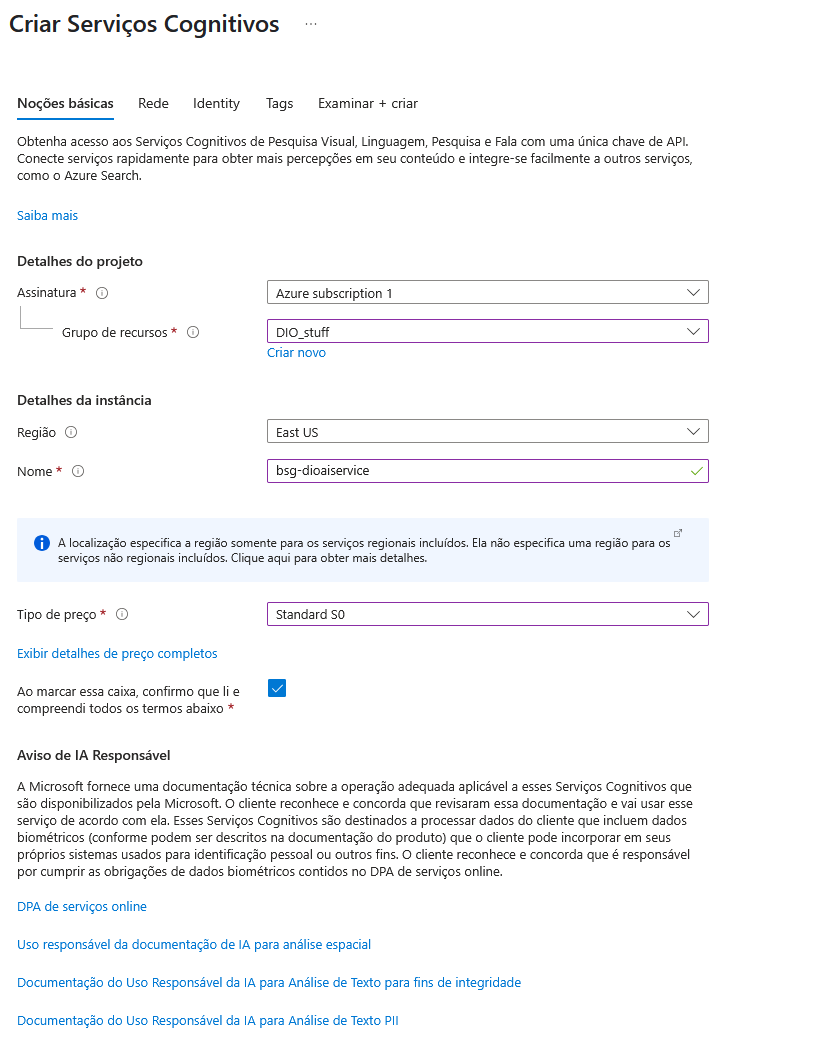 Criar Serviços Cognitivos ...
Noções básicas Rede Identity Tags Examinar + criar
Obtenha acesso aos Serviços Cognitivos de Pesquisa Visual, Linguagem, Pesquisa e Fala com uma única chave de API.
Conecte serviços rapidamente para obter mais percepções em seu conteúdo e integre-se facilmente a outros serviços,
como o Azure Search.
Saiba mais
Detalhes do projeto
Assinatura * Azure subscription 1
Grupo de recursos * DIO_stuff
Criar novo
Detalhes da instância
Região East US
Nome * bsg-dioaiservice
A localização especifica a região somente para os serviços regionais incluídos. Ela não especifica uma região para os
serviços não regionais incluídos. Clique aqui para obter mais detalhes.
Tipo de preço * Standard S0
Exibir detalhes de preço completos
Ao marcar essa caixa, confirmo que li e
compreendi todos os termos abaixo *
Aviso de IA Responsável
A Microsoft fornece uma documentação técnica sobre a operação adequada aplicável a esses Serviços Cognitivos que
são disponibilizados pela Microsoft. O cliente reconhece e concorda que revisaram essa documentação e vai usar esse
serviço de acordo com ela. Esses Serviços Cognitivos são destinados a processar dados do cliente que incluem dados
biométricos (conforme podem ser descritos na documentação do produto) que o cliente pode incorporar em seus
próprios sistemas usados para identificação pessoal ou outros fins. O cliente reconhece e concorda que é responsável
por cumprir as obrigações de dados biométricos contidos no DPA de serviços online.
DPA de serviços online
Uso responsável da documentação de IA para análise espacial
Documentação do Uso Responsável da IA para Análise de Texto para fins de integridade
Documentação do Uso Responsável da IA para Análise de Texto PII